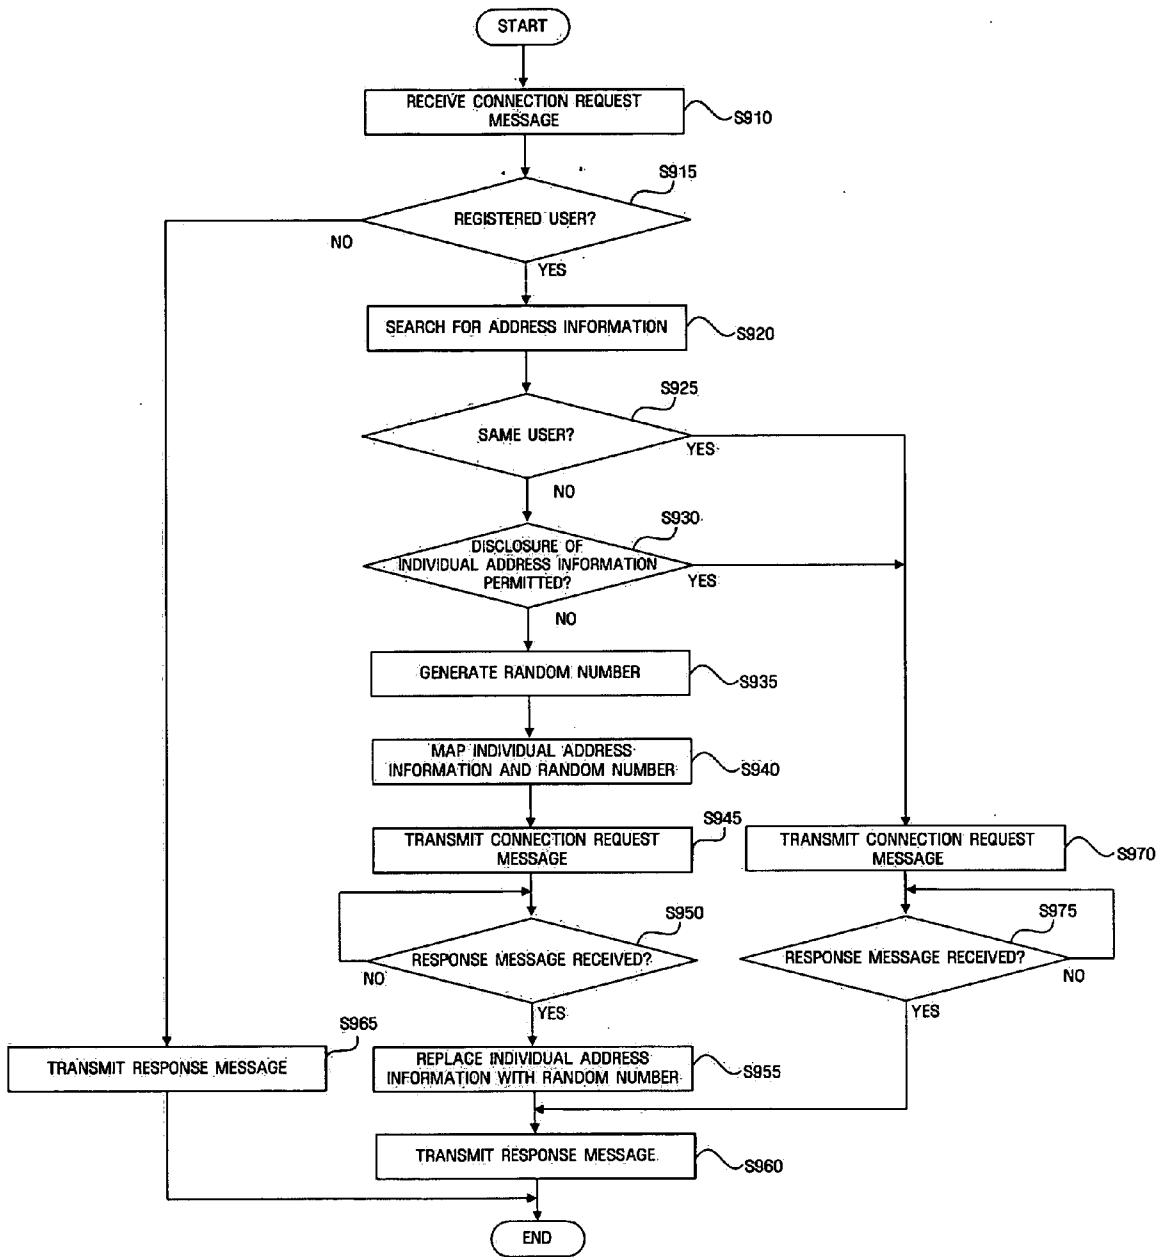 START
RECEIVE CONNECTION REQUEST
MESSAGE
S910
S915
REGISTERED USER?
NO
YES
SEARCH FOR ADDRESS INFORMATION
S920
S925
SAME USER?
YES
NO
S930
DISCLOSURE OF
INDIVIDUAL ADDRESS INFORMATION
PERMITTED?
YES
NO
GENERATE RANDOM NUMBER
S935
MAP INDIVIDUAL ADDRESS
INFORMATION AND RANDOM NUMBER
S940
S945
TRANSMIT CONNECTION REQUEST
MESSAGE
TRANSMIT CONNECTION REQUEST
MESSAGE
S970
S950
RESPONSE MESSAGE RECEIVED?
NO
YES
S975
RESPONSE MESSAGE RECEIVED?
NO
YES
S965
TRANSMIT RESPONSE MESSAGE
REPLACE INDIVIDUAL ADDRESS
INFORMATION WITH RANDOM NUMBER
S955
TRANSMIT RESPONSE MESSAGE
S960
END